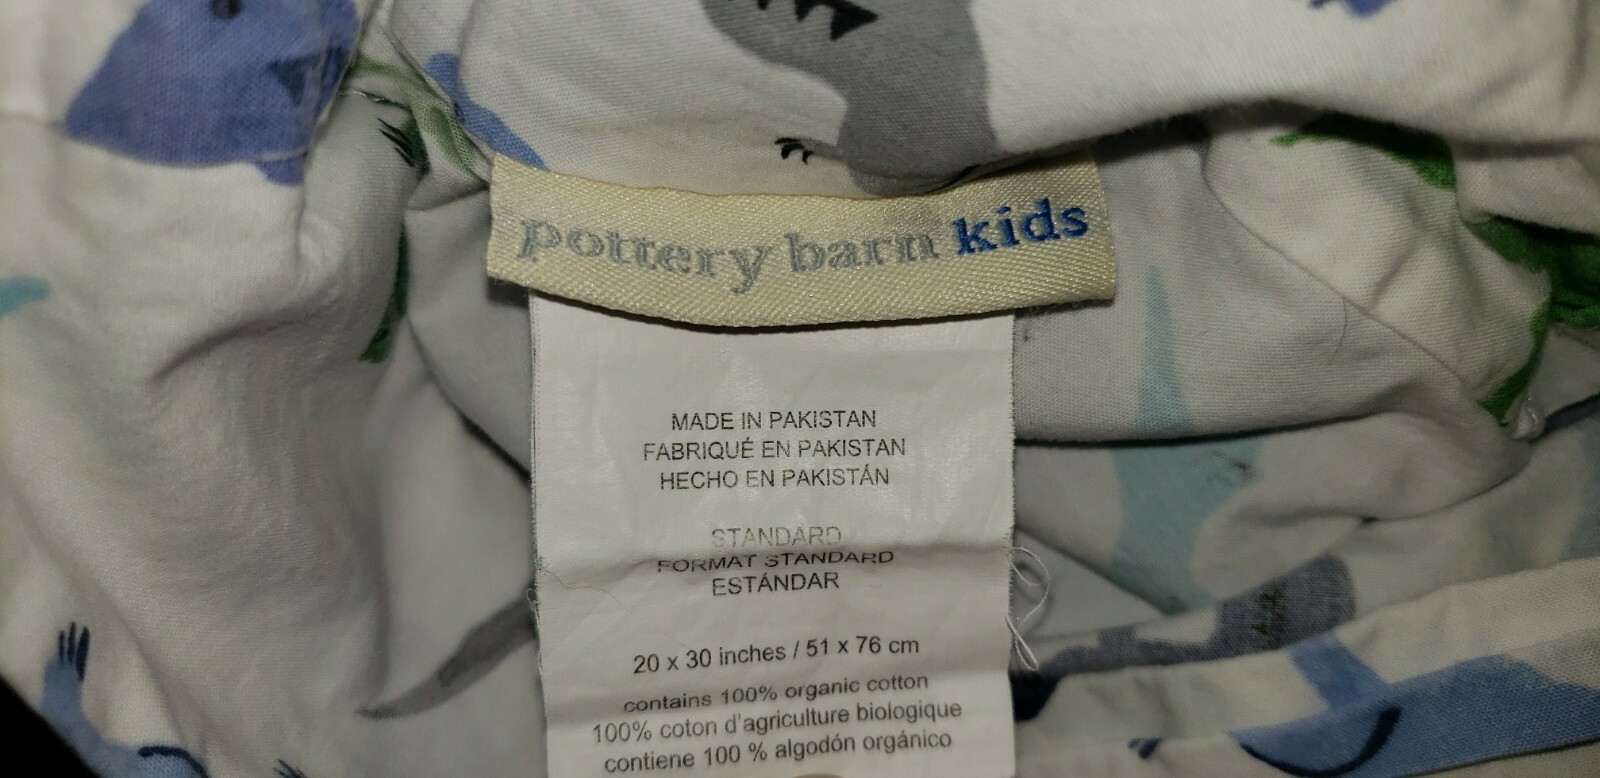 pottery barn kids
MADE IN PAKISTAN
FABRIQUÉ EN PAKISTAN
HECHO EN PAKISTÁN
STANDARD
FORMAT STANDARD
ESTÁNDAR
20 x 30 inches / 51 x 76 cm
contains 100% organic cotton
100% coton d'agriculture biologique
contiene 100 % algodón orgánico